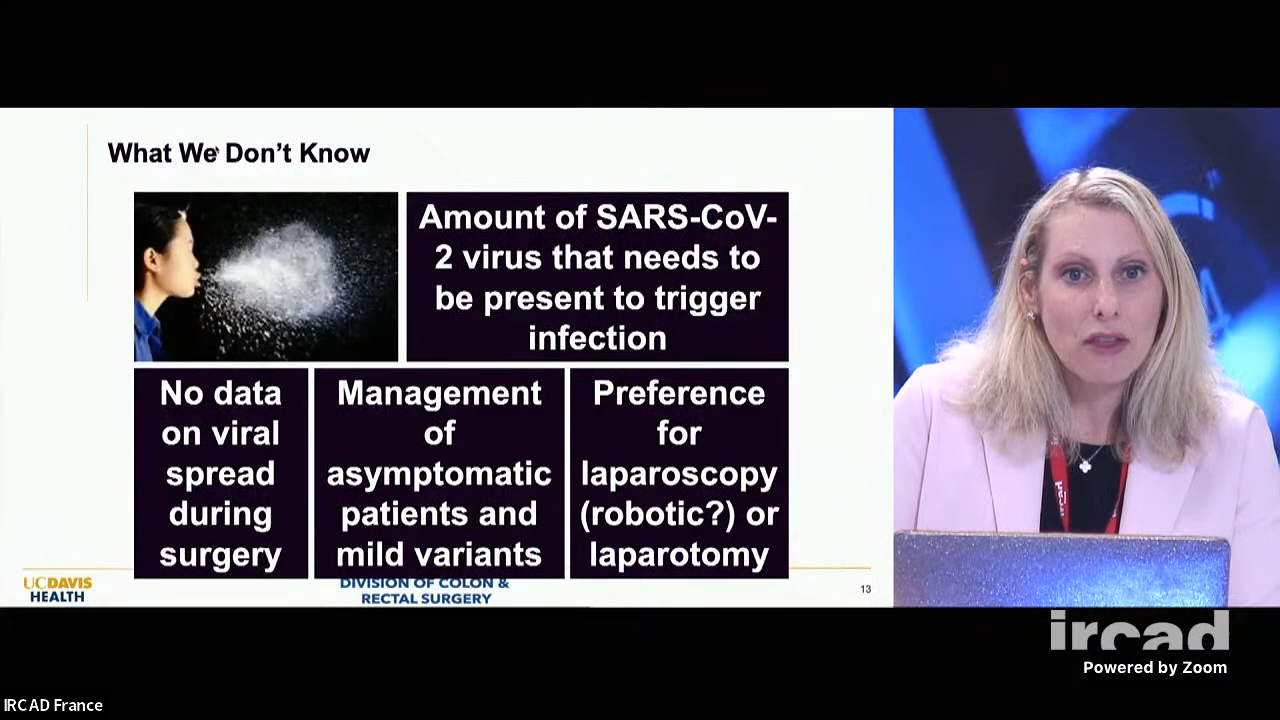 What We Don't Know
Amount of SARS-CoV-
2 virus that needs to
be present to trigger
infection
No data
on viral
spread
during
surgery
Management
of
asymptomatic
patients and
mild variants
Preference
for
laparoscopy
(robotic?) or
laparotomy
UCDAVIS
HEALTH
DIVISION OF COLON &
RECTAL SURGERY
13
ircad
ircad
Powered by Zoom
IRCAD France